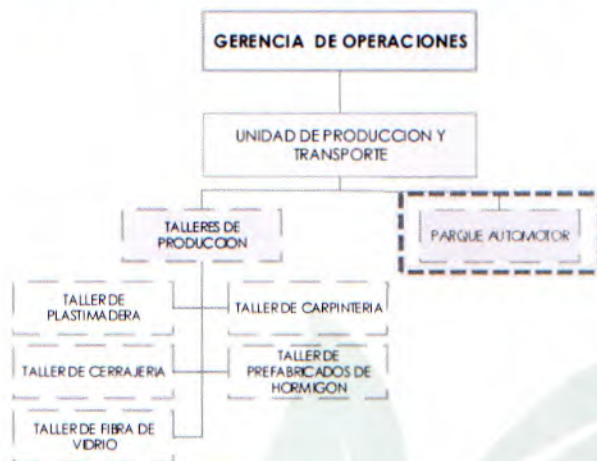 GERENCIA DE OPERACIONES
UNIDAD DE PRODUCCION Y
TRANSPORTE
TALLERES DE
PRODUCCION
PARQUE AUTOMOTOR
TALLER DE
PLASTIMADERA
TALLER DE CARPINTERIA
TALLER DE CERRAJERIA
TALLER DE
PREFABRICADOS DE
HORMIGON
TALLER DE FIBRA DE
VIDRIO